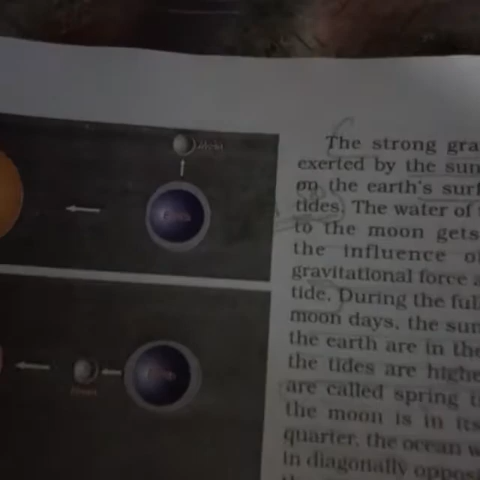 Moon
Earth
The strong gra
exerted by the sun
on the earth's surf
tides. The water of
to the moon gets
the influence of
gravitational force a
tide. During the full
moon days, the sun
the earth are in the
the tides are highe
are called spring t
the moon is in its
quarter, the ocean w
in diagonally opposi